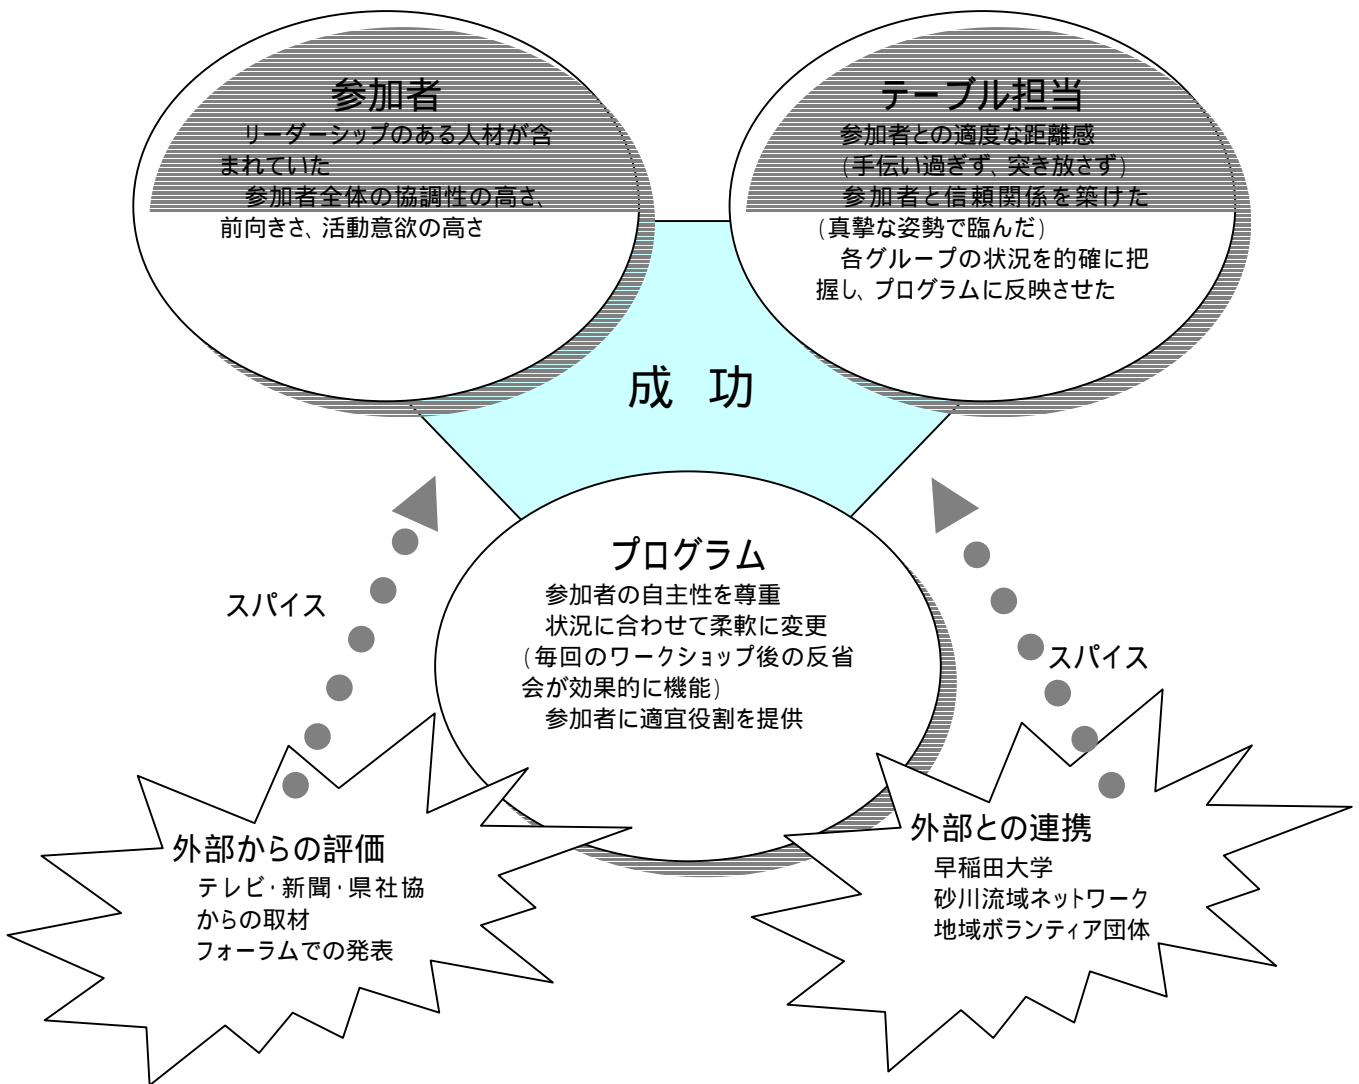 参加者
リーダーシップのある人材が含
まれていた
参加者全体の協調性の高さ、
前向きさ、活動意欲の高さ
テーブル担当
参加者との適度な距離感
(手伝い過ぎず、突き放さず)
参加者と信頼関係を築けた
(真摯な姿勢で臨んだ)
各グループの状況を的確に把
握し、プログラムに反映させた
成 功
プログラム
参加者の自主性を尊重
状況に合わせて柔軟に変更
(毎回のワークショップ後の反省
会が効果的に機能)
参加者に適宜役割を提供
スパイス
スパイス
外部からの評価
テレビ・新聞・県社協
からの取材
フォーラムでの発表
外部との連携
早稲田大学
砂川流域ネットワーク
地域ボランティア団体